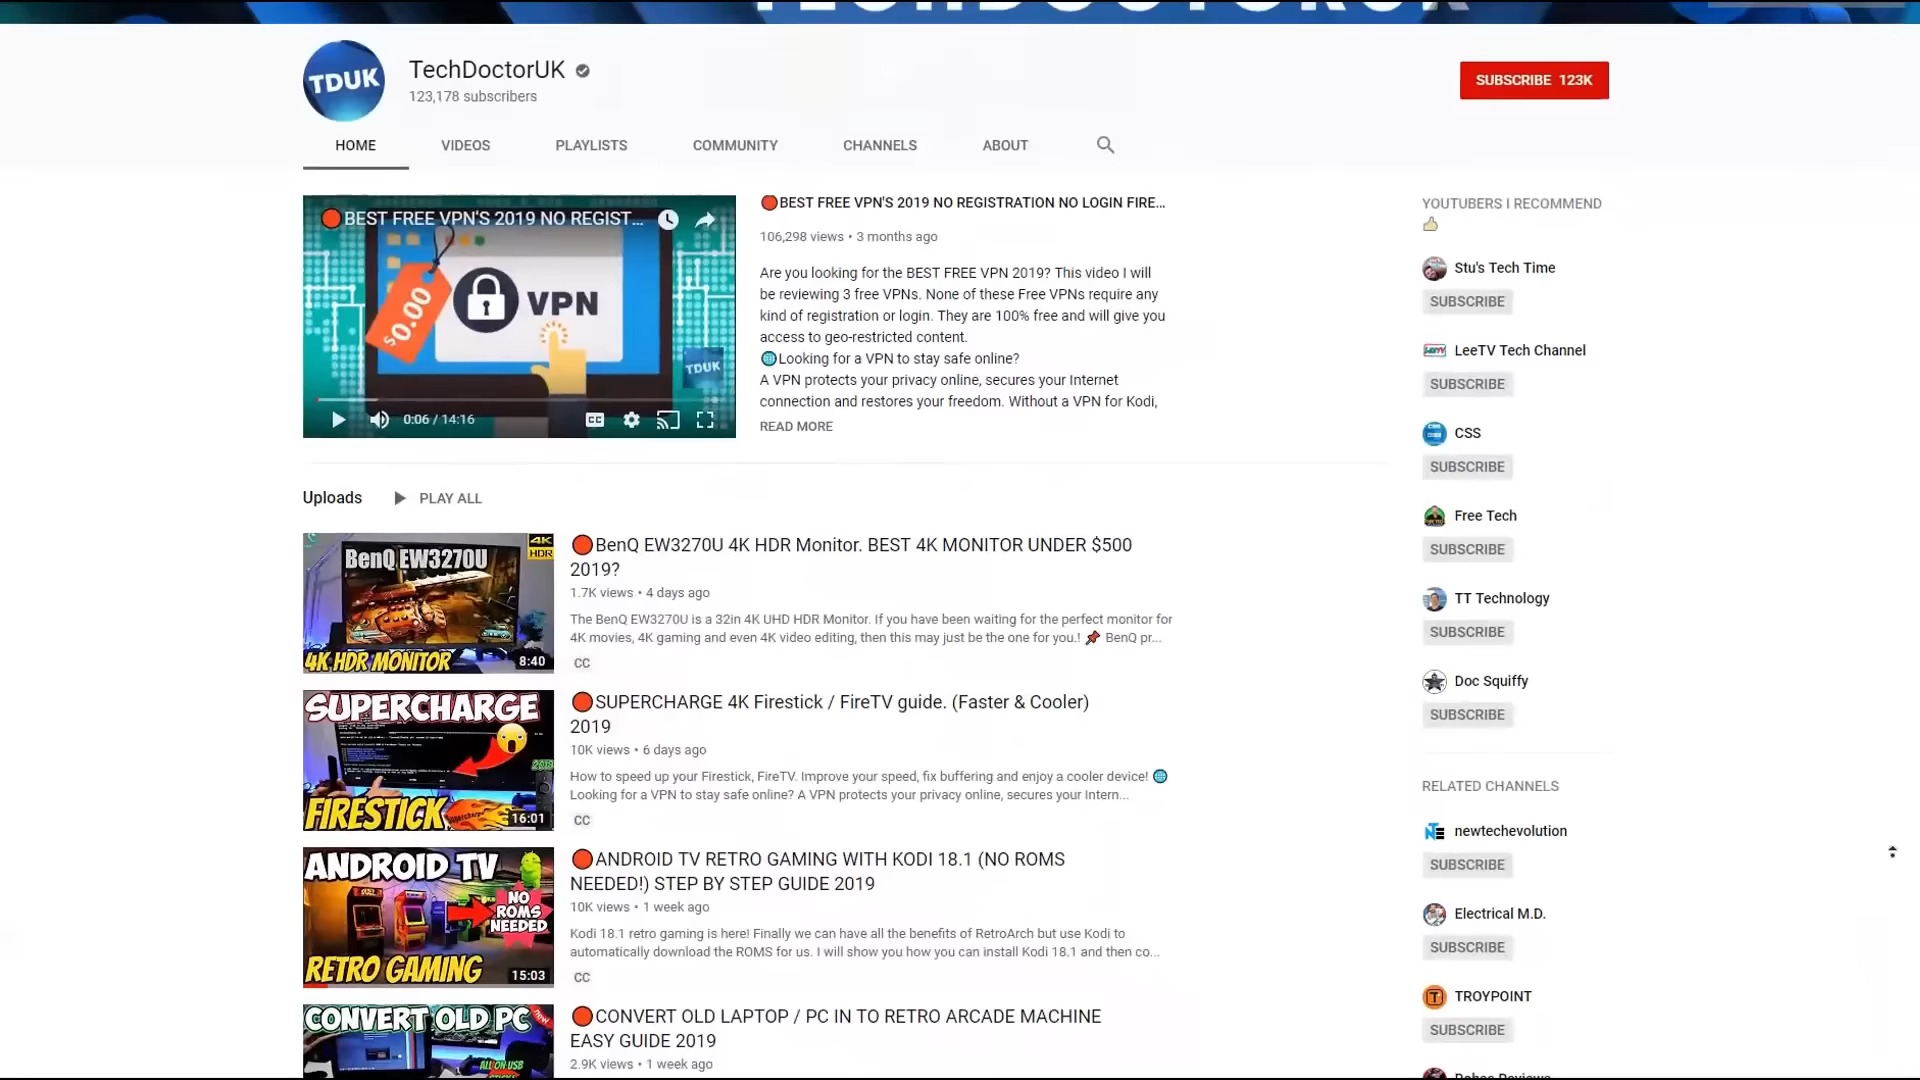 TECHDOCTORUK
TDUK
TechDoctorUK
123,178 subscribers
SUBSCRIBE 123K
HOME
VIDEOS
PLAYLISTS
COMMUNITY
CHANNELS
ABOUT
🔴BEST FREE VPN'S 2019 NO REGIST...
$0.00
VPN
TDUK
0:06 / 14:16
CC
🔴BEST FREE VPN'S 2019 NO REGISTRATION NO LOGIN FIRE...
106,298 views • 3 months ago
Are you looking for the BEST FREE VPN 2019? This video I will
be reviewing 3 free VPNs. None of these Free VPNs require any
kind of registration or login. They are 100% free and will give you
access to geo-restricted content.
🌐Looking for a VPN to stay safe online?
A VPN protects your privacy online, secures your Internet
connection and restores your freedom. Without a VPN for Kodi,
READ MORE
Uploads
PLAY ALL
BenQ EW3270U
4K
HDR
4K HDR MONITOR
8:40
🔴BenQ EW3270U 4K HDR Monitor. BEST 4K MONITOR UNDER $500
2019?
1.7K views • 4 days ago
The BenQ EW3270U is a 32in 4K UHD HDR Monitor. If you have been waiting for the perfect monitor for
4K movies, 4K gaming and even 4K video editing, then this may just be the one for you.! 📌 BenQ pr...
CC
SUPERCHARGE
2019
FIRESTICK
16:01
🔴SUPERCHARGE 4K Firestick / FireTV guide. (Faster & Cooler)
2019
10K views • 6 days ago
How to speed up your Firestick, FireTV. Improve your speed, fix buffering and enjoy a cooler device! 🌐
Looking for a VPN to stay safe online? A VPN protects your privacy online, secures your Intern...
CC
ANDROID TV
NO
ROMS
NEEDED
RETRO GAMING
15:03
🔴ANDROID TV RETRO GAMING WITH KODI 18.1 (NO ROMS
NEEDED!) STEP BY STEP GUIDE 2019
10K views • 1 week ago
Kodi 18.1 retro gaming is here! Finally we can have all the benefits of RetroArch but use Kodi to
automatically download the ROMS for us. I will show you how you can install Kodi 18.1 and then co...
CC
CONVERT OLD PC
new
ALL ON USB
🔴CONVERT OLD LAPTOP / PC IN TO RETRO ARCADE MACHINE
EASY GUIDE 2019
2.9K views • 1 week ago
YOUTUBERS I RECOMMEND
👍
Stu's Tech Time
SUBSCRIBE
LeeTV Tech Channel
SUBSCRIBE
CSS
SUBSCRIBE
Free Tech
SUBSCRIBE
TT Technology
SUBSCRIBE
Doc Squiffy
SUBSCRIBE
RELATED CHANNELS
newtechevolution
SUBSCRIBE
Electrical M.D.
SUBSCRIBE
TROYPOINT
SUBSCRIBE